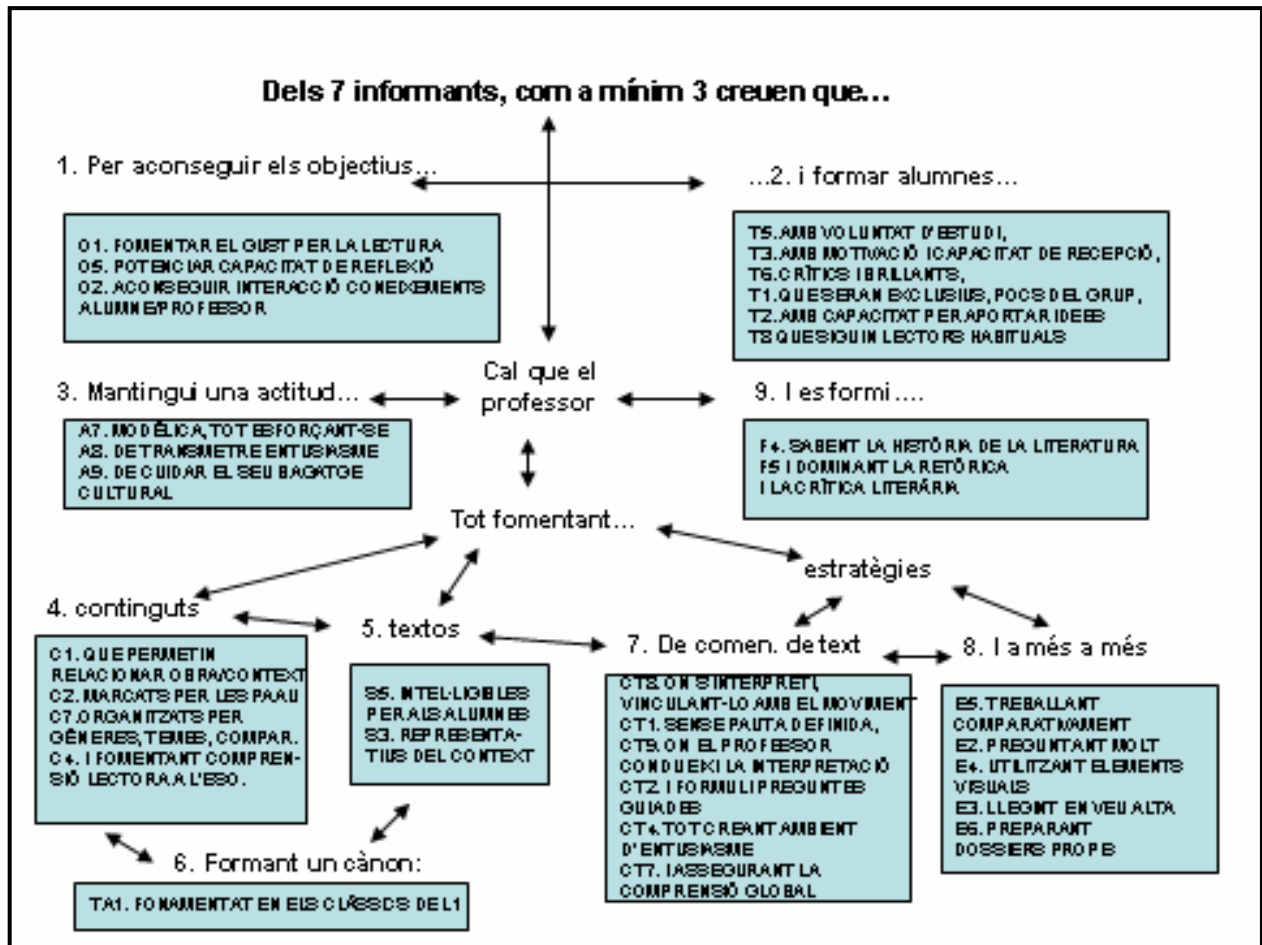 Dels 7 informants, com a mínim 3 creuen que...
1. Per aconseguir els objectius...
...2. i formar alumnes...
O1. FOMENTAR EL GUST PER LA LECTURA
O5. POTENCIAR CAPACITAT DE REFLEXIÓ
O2. ACONSEGUIR INTERACCIÓ CONEIXEMENTS
ALUMNE/PROFESSOR
T5. AMB VOLUNTAT D'ESTUDI,
T3. AMB MOTIVACIÓ I CAPACITAT DE RECEPCIÓ,
T6. CRÍTICS I BRILLANTS,
T1. QUE SERAN EXCLUSIUS, POCS DEL GRUP,
T2. AMB CAPACITAT PER APORTAR IDEES
T8 QUE SIGUIN LECTORS HABITUALS
Cal que el
professor
3. Mantingui una actitud...
9. I es formi....
A7. MODÈLICA, TOT ESFORÇANT-SE
A8. DE TRANSMETRE ENTUSIASME
A9. DE CUIDAR EL SEU BAGATGE
CULTURAL
F4. SABENT LA HISTÒRIA DE LA LITERATURA
F5 I DOMINANT LA RETÒRICA
I LA CRÍTICA LITERÀRIA
Tot fomentant...
estratègies
4. continguts
5. textos
7. De comen. de text
8. I a més a més
C1. QUE PERMETIN
RELACIONAR OBRA/CONTEXT
C2. MARCATS PER LES PAAU
C7. ORGANITZATS PER
GÈNERES, TEMES, COMPAR.
C4. I FOMENTANT COMPREN-
SIÓ LECTORA A L'ESO.
S5. INTEL·LIGIBLES
PER ALS ALUMNES
S3. REPRESENTA-
TIUS DEL CONTEXT
CT8. ON S'INTERPRETI,
VINCULANT-LO AMB EL MOVIMENT
CT1. SENSE PAUTA DEFINIDA,
CT9. ON EL PROFESSOR
CONDUEIXI LA INTERPRETACIÓ
CT2. I FORMULI PREGUNTES
GUIADES
CT4. TOT CREANT AMBIENT
D'ENTUSIASME
CT7. I ASSEGURANT LA
COMPRENSIÓ GLOBAL
E5. TREBALLANT
COMPARATIVAMENT
E2. PREGUNTANT MOLT
E4. UTILITZANT ELEMENTS
VISUALS
E3. LLEGINT EN VEU ALTA
E6. PREPARANT
DOSSIERS PROPIS
6. Formant un cànon:
TA1. FONAMENTAT EN ELS CLÀSSICS DE L1